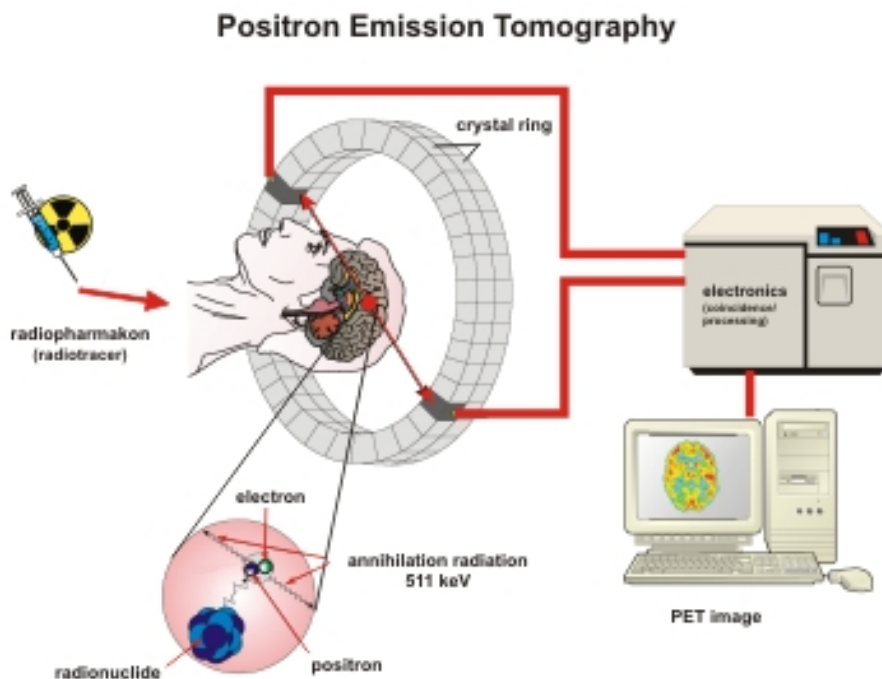 Positron Emission Tomography
crystal ring
radiopharmakon
(radiotracer)
electronics
(coincidence/
processing)
electron
annihilation radiation
511 keV
radionuclide
positron
PET image